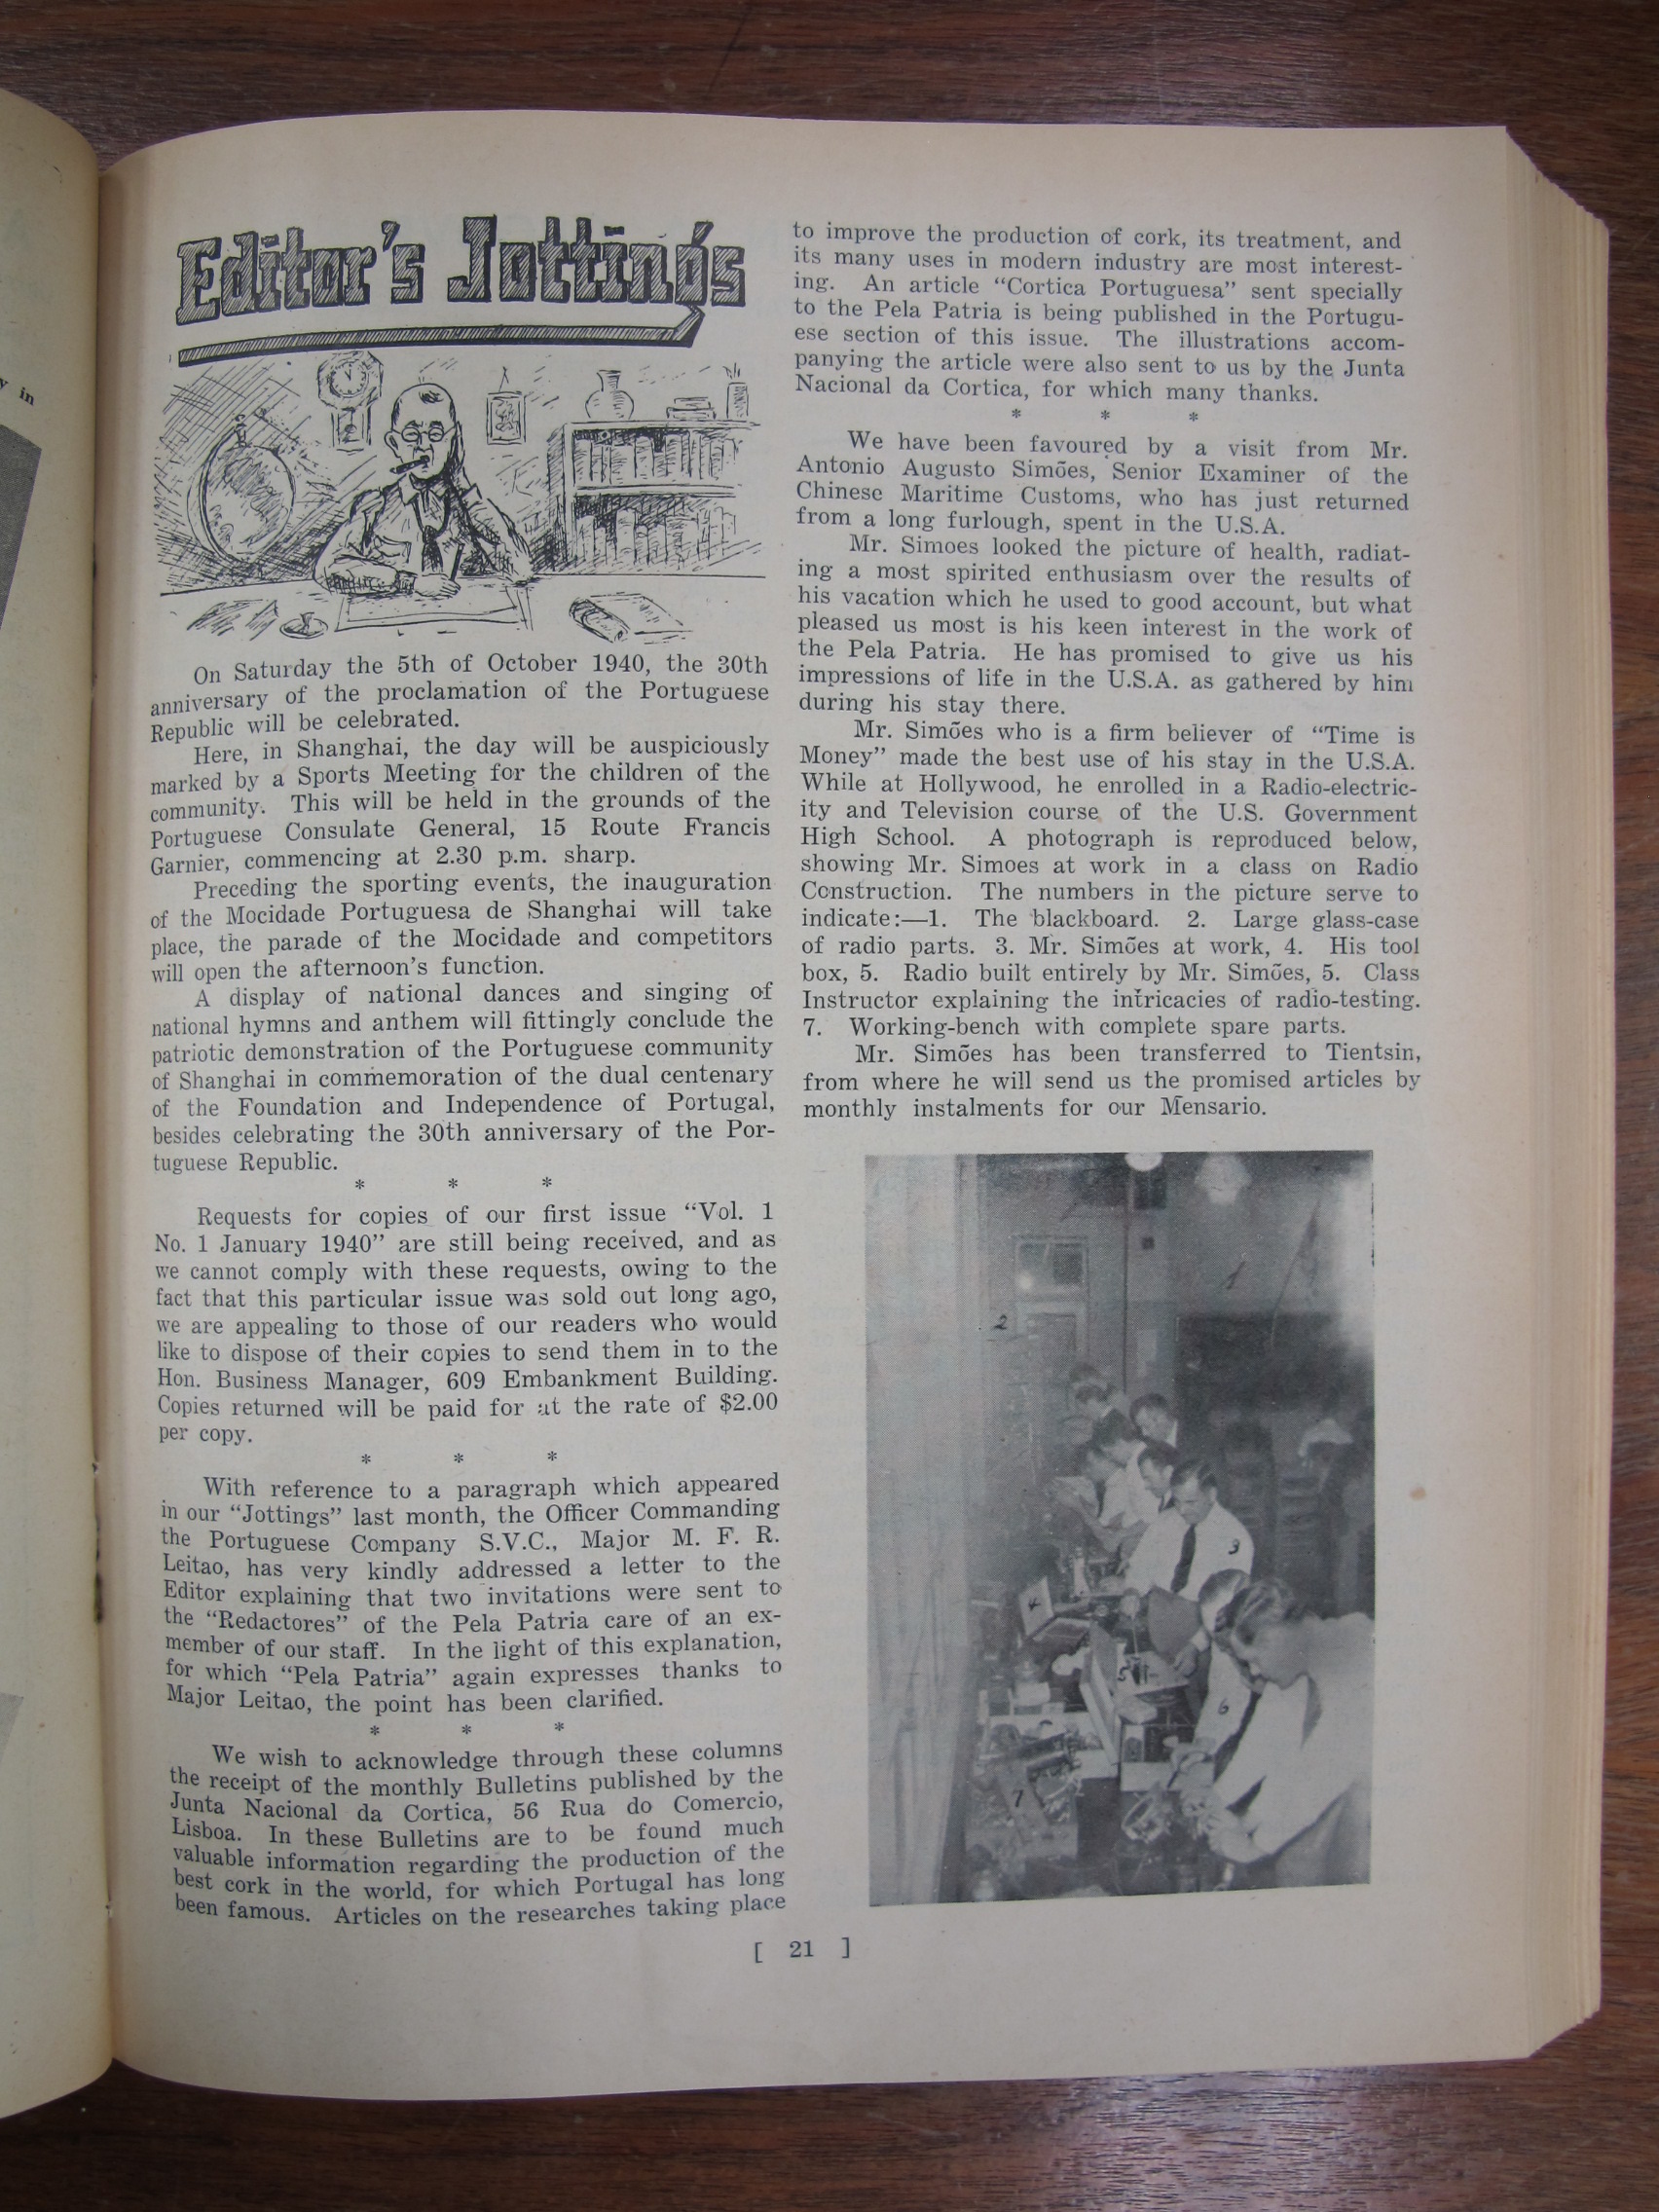 y in
Editor's Jottings
On Saturday the 5th of October 1940, the 30th
anniversary of the proclamation of the Portuguese
Republic will be celebrated.
Here, in Shanghai, the day will be auspiciously
marked by a Sports Meeting for the children of the
community. This will be held in the grounds of the
Portuguese Consulate General, 15 Route Francis
Garnier, commencing at 2.30 p.m. sharp.
Preceding the sporting events, the inauguration
of the Mocidade Portuguesa de Shanghai will take
place, the parade of the Mocidade and competitors
will open the afternoon's function.
A display of national dances and singing of
national hymns and anthem will fittingly conclude the
patriotic demonstration of the Portuguese community
of Shanghai in commemoration of the dual centenary
of the Foundation and Independence of Portugal,
besides celebrating the 30th anniversary of the Por-
tuguese Republic.
* * *
Requests for copies of our first issue "Vol. 1
No. 1 January 1940" are still being received, and as
we cannot comply with these requests, owing to the
fact that this particular issue was sold out long ago,
we are appealing to those of our readers who would
like to dispose of their copies to send them in to the
Hon. Business Manager, 609 Embankment Building.
Copies returned will be paid for at the rate of $2.00
per copy.
* * *
With reference to a paragraph which appeared
in our "Jottings" last month, the Officer Commanding
the Portuguese Company S.V.C., Major M. F. R.
Leitao, has very kindly addressed a letter to the
Editor explaining that two invitations were sent to
the "Redactores" of the Pela Patria care of an ex-
member of our staff. In the light of this explanation,
for which "Pela Patria" again expresses thanks to
Major Leitao, the point has been clarified.
* * *
We wish to acknowledge through these columns
the receipt of the monthly Bulletins published by the
Junta Nacional da Cortica, 56 Rua do Comercio,
Lisboa. In these Bulletins are to be found much
valuable information regarding the production of the
best cork in the world, for which Portugal has long
been famous. Articles on the researches taking place
to improve the production of cork, its treatment, and
its many uses in modern industry are most interest-
ing. An article "Cortica Portuguesa" sent specially
to the Pela Patria is being published in the Portugu-
ese section of this issue. The illustrations accom-
panying the article were also sent to us by the Junta
Nacional da Cortica, for which many thanks.
* * *
We have been favoured by a visit from Mr.
Antonio Augusto Simões, Senior Examiner of the
Chinese Maritime Customs, who has just returned
from a long furlough, spent in the U.S.A.
Mr. Simoes looked the picture of health, radiat-
ing a most spirited enthusiasm over the results of
his vacation which he used to good account, but what
pleased us most is his keen interest in the work of
the Pela Patria. He has promised to give us his
impressions of life in the U.S.A. as gathered by him
during his stay there.
Mr. Simões who is a firm believer of "Time is
Money" made the best use of his stay in the U.S.A.
While at Hollywood, he enrolled in a Radio-electric-
ity and Television course of the U.S. Government
High School. A photograph is reproduced below,
showing Mr. Simoes at work in a class on Radio
Construction. The numbers in the picture serve to
indicate:—1. The blackboard. 2. Large glass-case
of radio parts. 3. Mr. Simões at work, 4. His tool
box, 5. Radio built entirely by Mr. Simões, 5. Class
Instructor explaining the intricacies of radio-testing.
7. Working-bench with complete spare parts.
Mr. Simões has been transferred to Tientsin,
from where he will send us the promised articles by
monthly instalments for our Mensario.
1
2
3
4
5
6
7
[ 21 ]